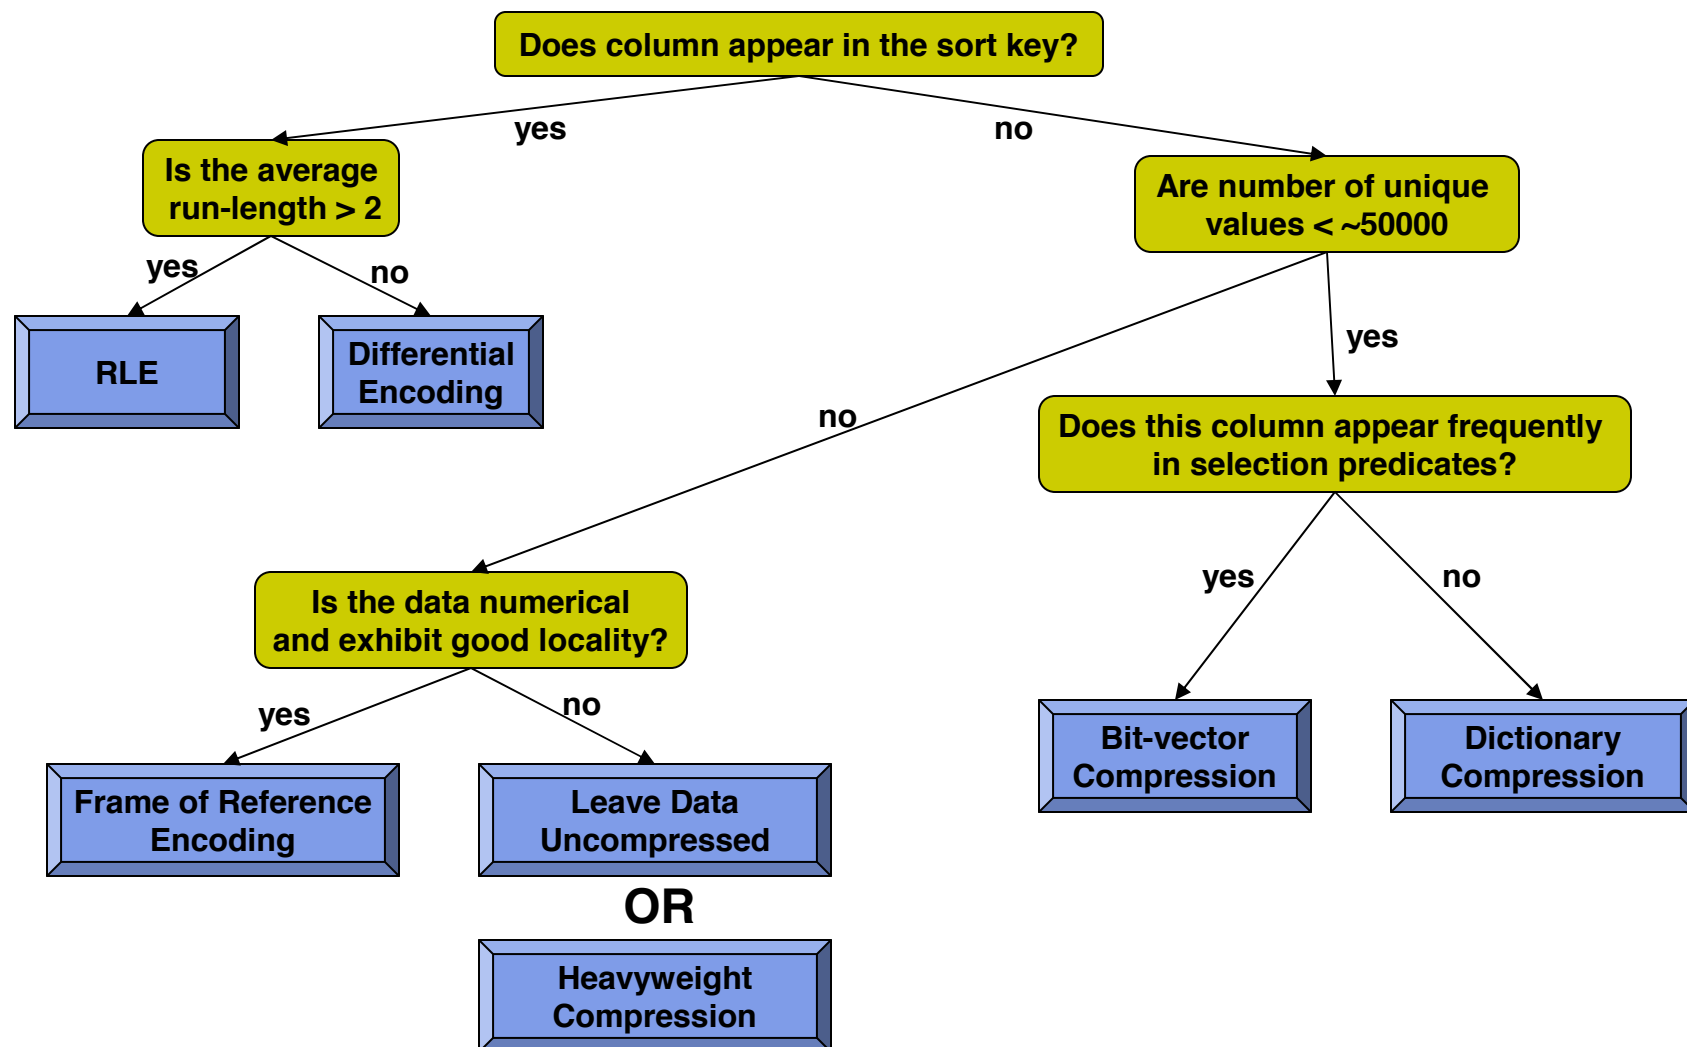 Does column appear in the sort key?
yes
no
Is the average
run-length > 2
Are number of unique
values < ~50000
yes
no
RLE
Differential
Encoding
yes
no
Does this column appear frequently
in selection predicates?
Is the data numerical
and exhibit good locality?
yes
no
yes
no
Bit-vector
Compression
Dictionary
Compression
Frame of Reference
Encoding
Leave Data
Uncompressed
OR
Heavyweight
Compression